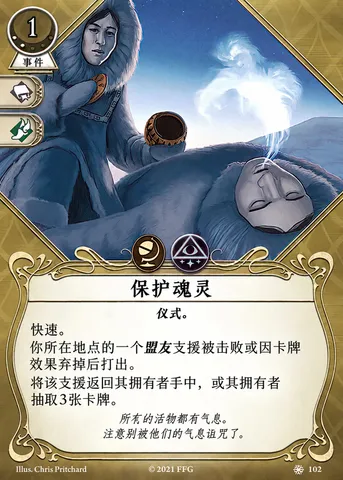 1
事件
保护魂灵
仪式。
快速。
你所在地点的一个盟友支援被击败或因卡牌
效果弃掉后打出。
将该支援返回其拥有者手中，或其拥有者
抽取3张卡牌。
所有的活物都有气息。
注意别被他们的气息诅咒了。
Illus. Chris Pritchard
© 2021 FFG
102